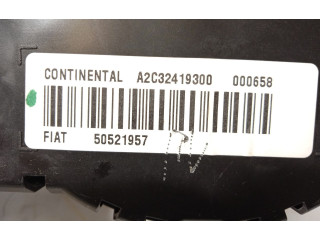 CONTINENTAL A2C32419300 000658
FIAT 50521957